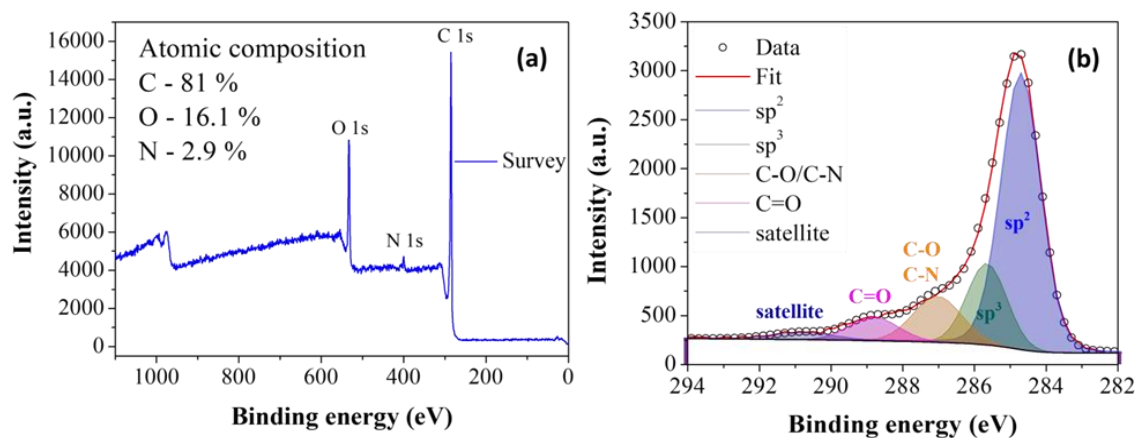 Atomic composition
C - 81 %
O - 16.1 %
N - 2.9 %
C 1s
(a)
O 1s
Survey
N 1s
16000
14000
12000
10000
8000
6000
4000
2000
0
Intensity (a.u.)
1000
800
600
400
200
0
Binding energy (eV)
(b)
Data
Fit
sp²
sp³
C-O/C-N
C=O
satellite
sp²
C-O
C-N
C=O
satellite
sp³
3500
3000
2500
2000
1500
1000
500
0
Intensity (a.u.)
294
292
290
288
286
284
282
Binding energy (eV)